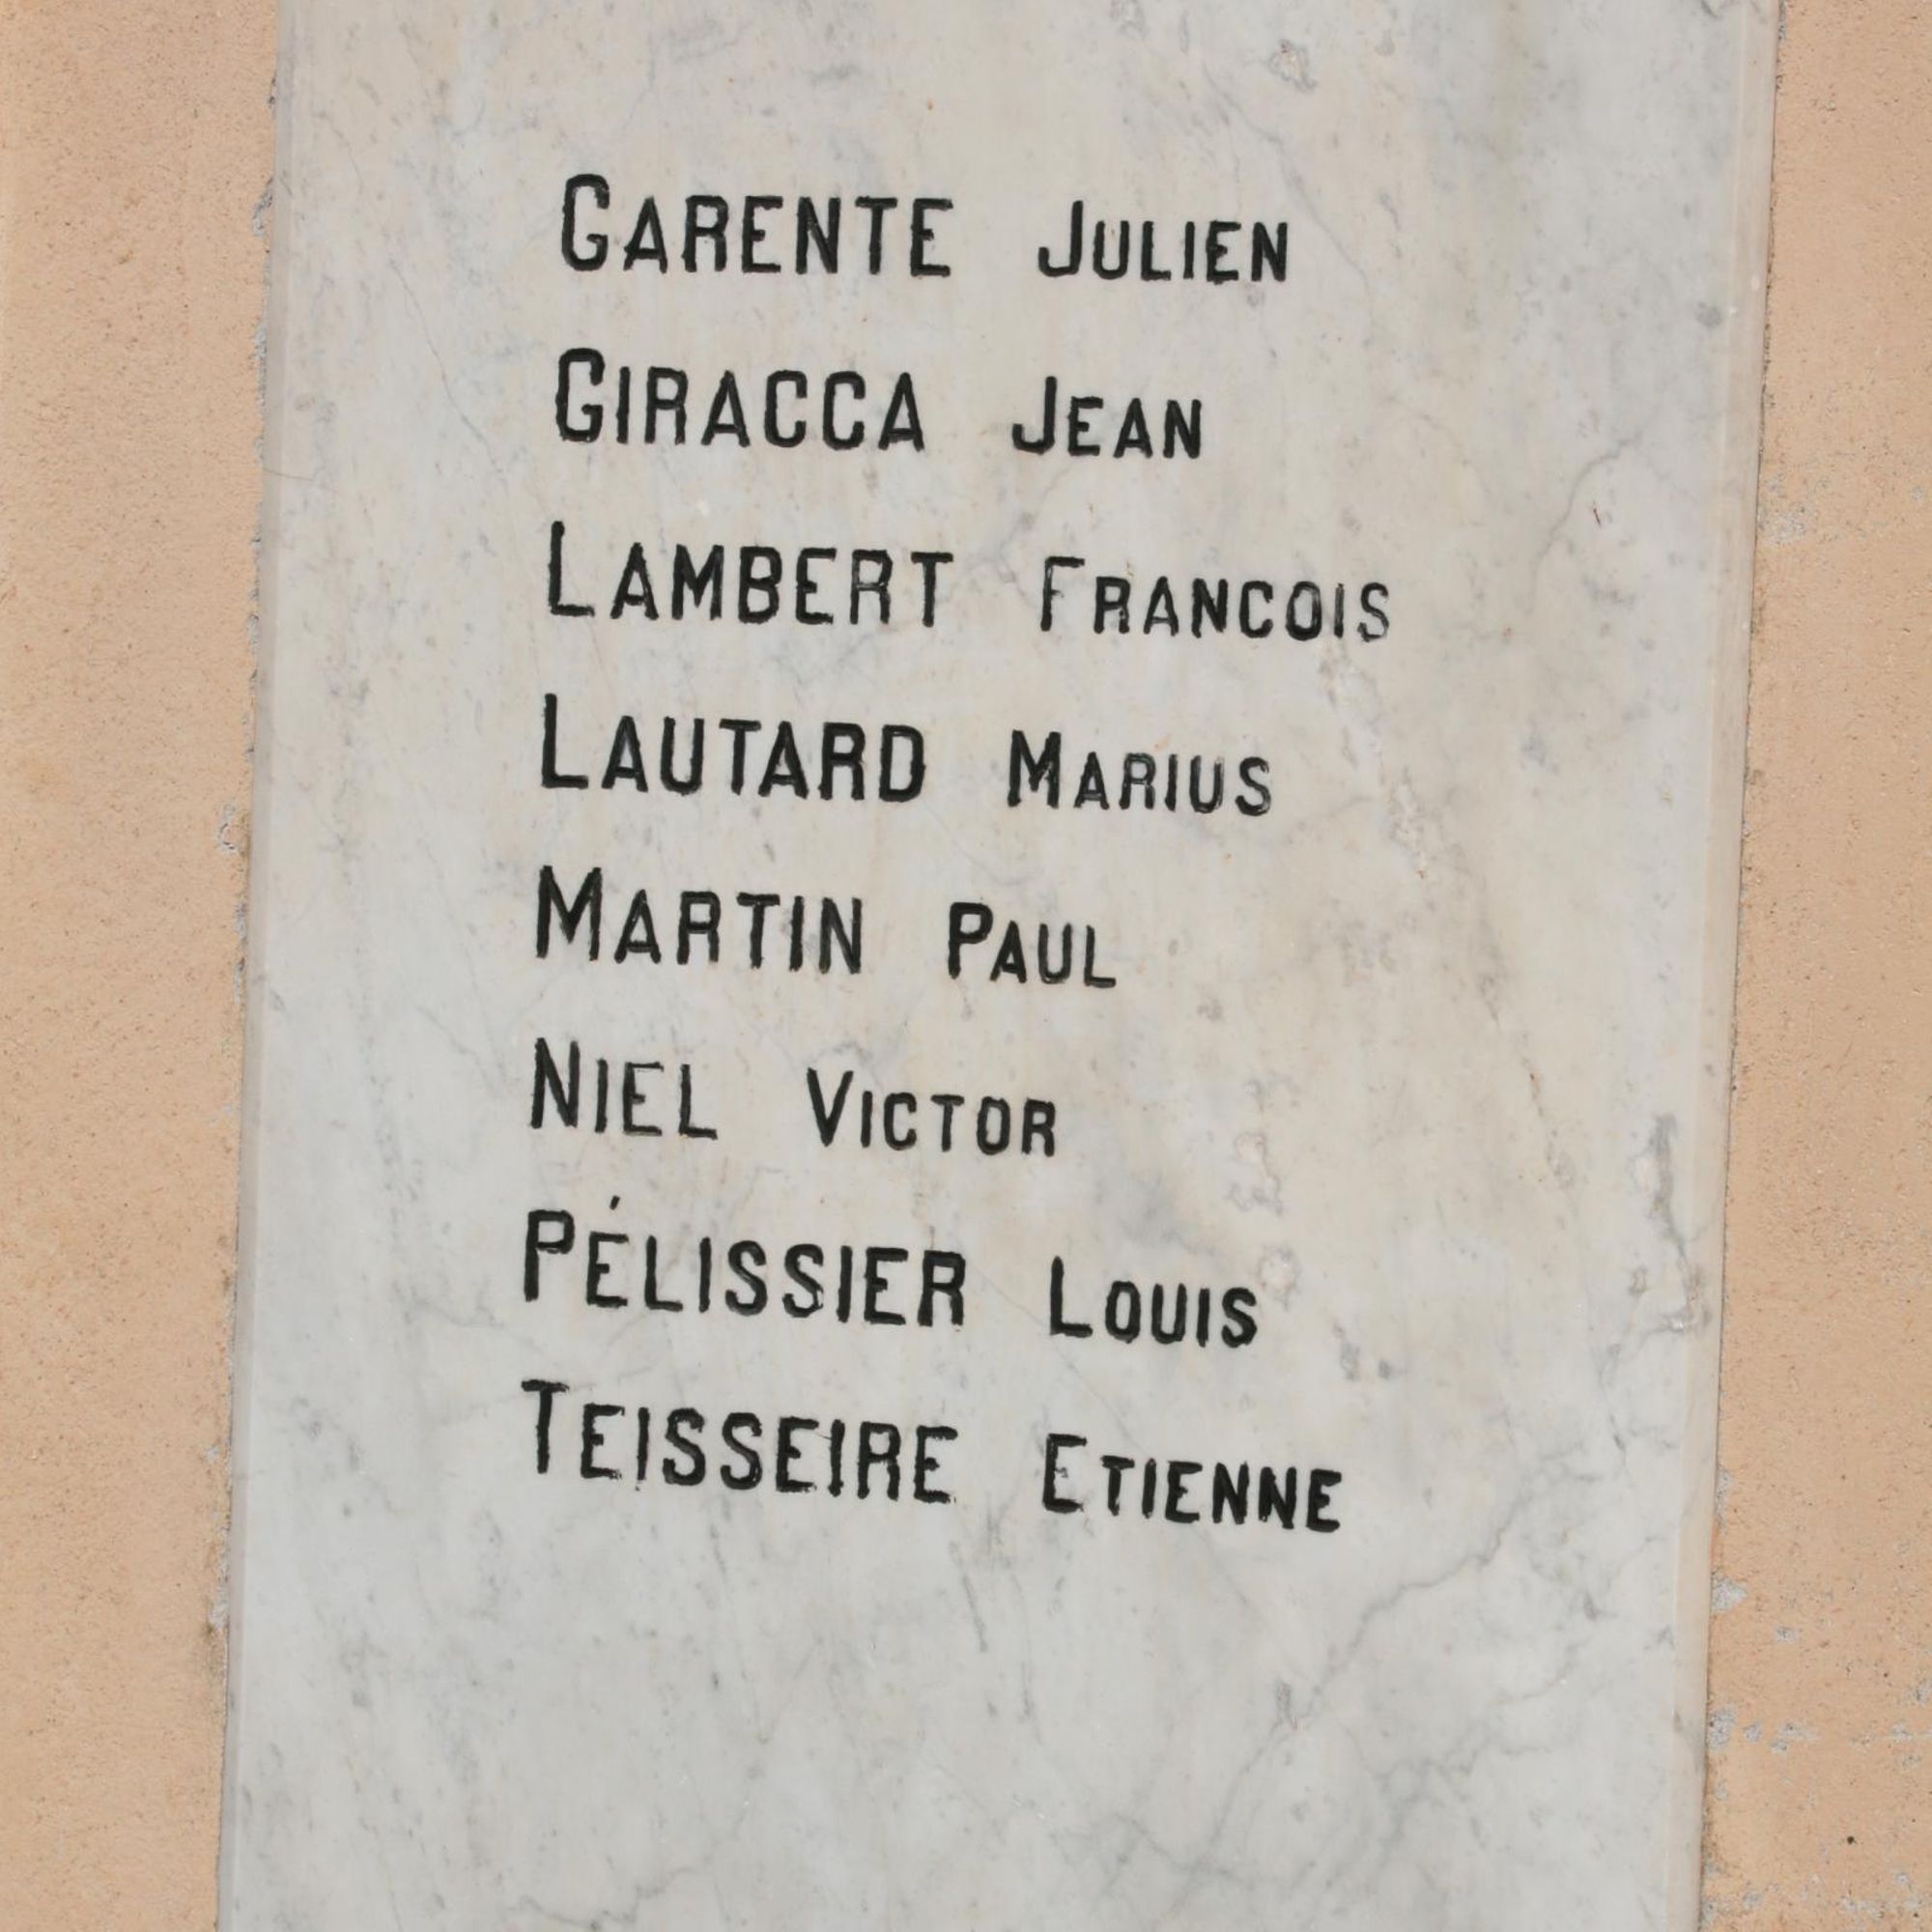 GARENTE JULIEN
GIRACCA JEAN
LAMBERT FRANCOIS
LAUTARD MARIUS
MARTIN PAUL
NIEL VICTOR
PÉLISSIER LOUIS
TEISSEIRE ETIENNE